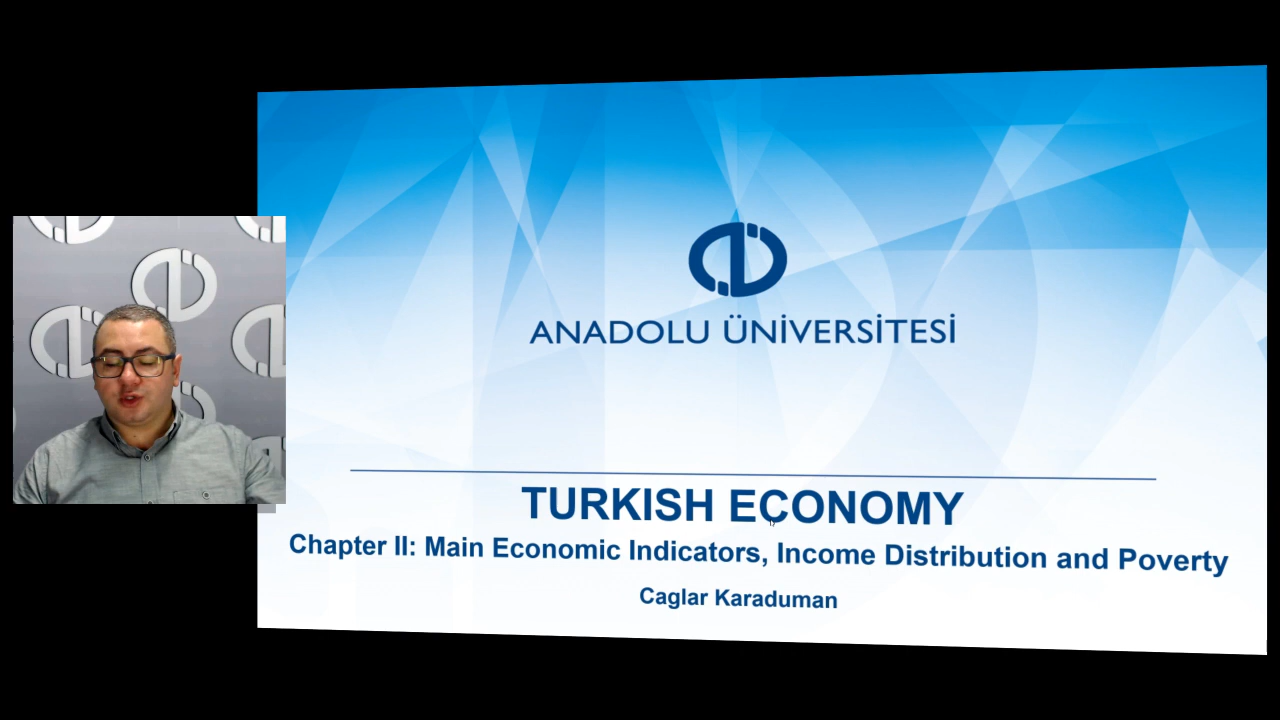 ANADOLU ÜNİVERSİTESİ
TURKISH ECONOMY
Chapter II: Main Economic Indicators, Income Distribution and Poverty
Caglar Karaduman